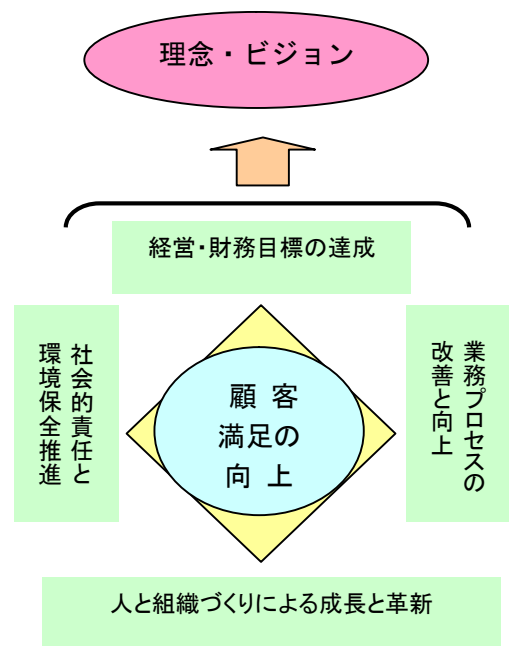 理念・ビジョン
経営・財務目標の達成
社会的責任と
環境保全推進
顧 客
満足の
向 上
業務プロセスの
改善と向上
人と組織づくりによる成長と革新